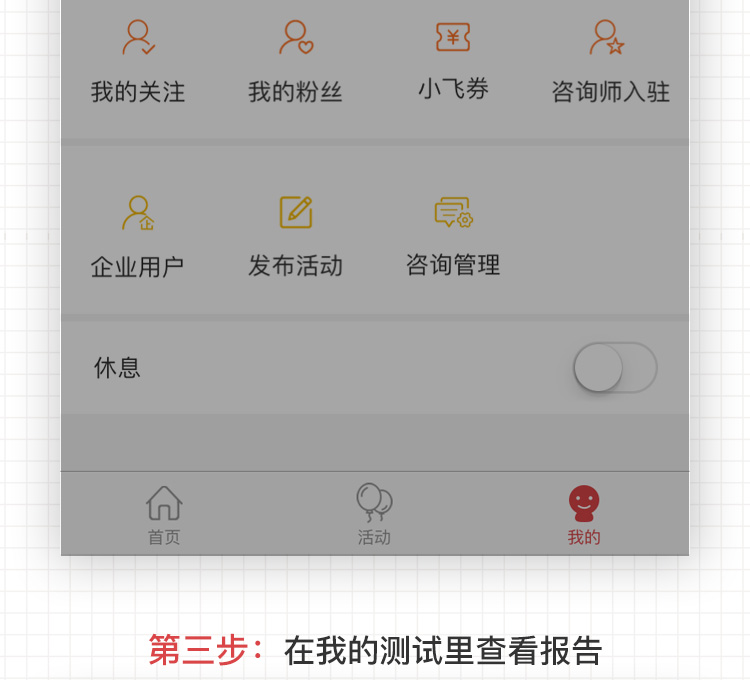 我的关注 我的粉丝 小飞券 咨询师入驻
企业用户 发布活动 咨询管理
休息
首页 活动 我的
第三步：在我的测试里查看报告